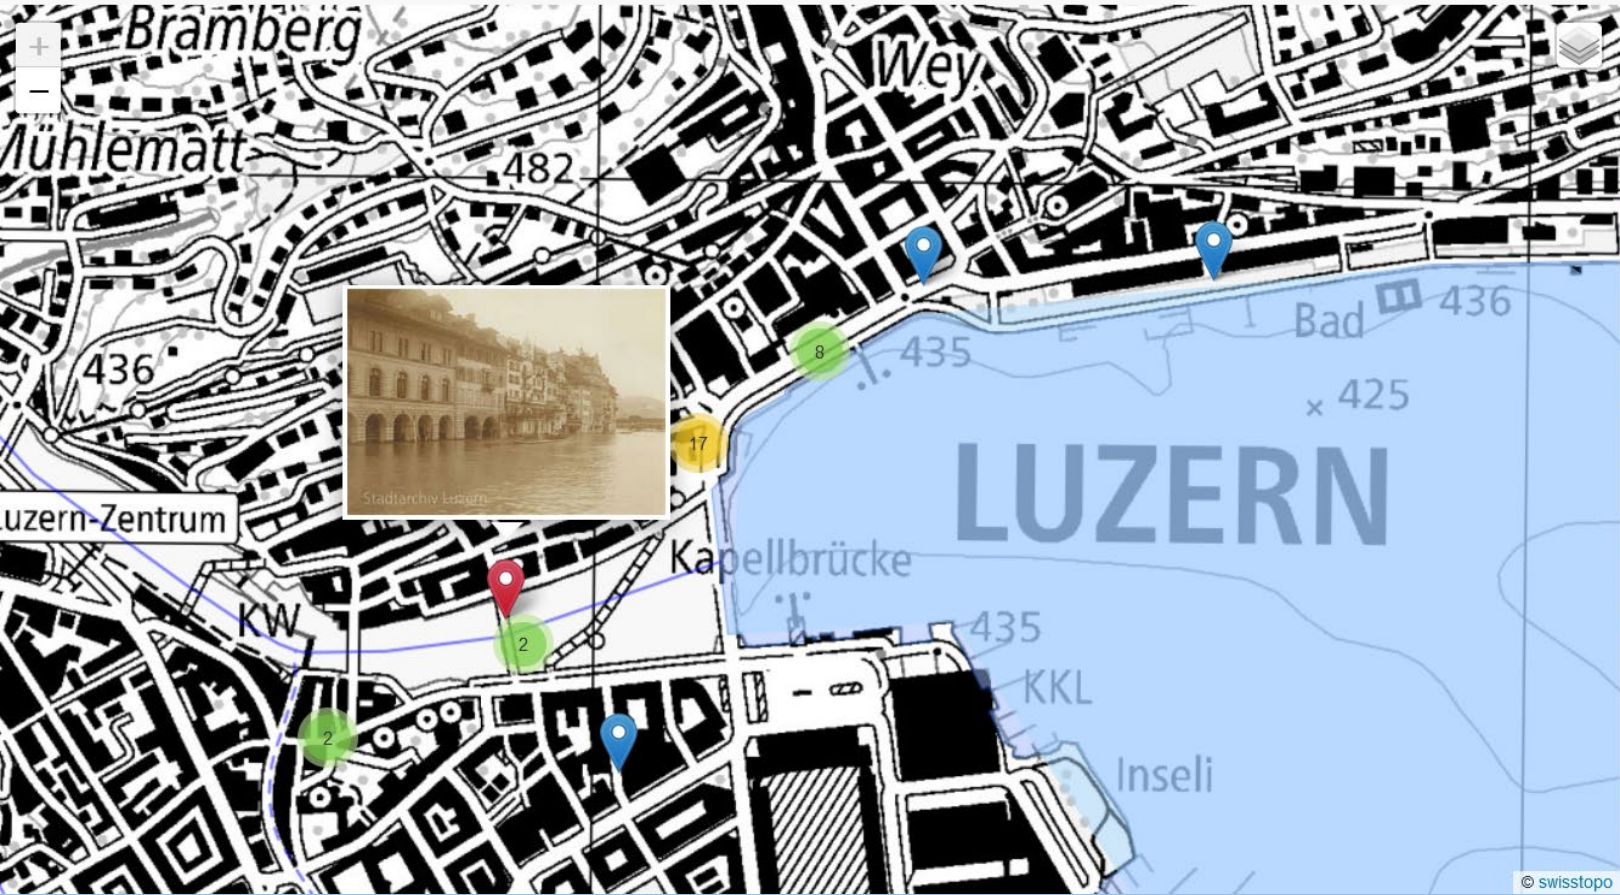 Bramberg
Wey
+
−
Mühlematt
482
Bad
436
435
8
436
425
17
LUZERN
Stadtarchiv Luzern
Luzern-Zentrum
Kapellbrücke
KW
2
435
KKL
2
Inseli
© swisstopo